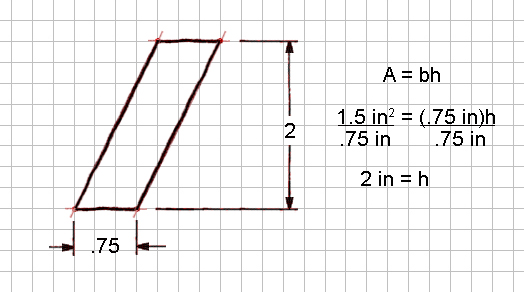 A = bh
1.5 in² = (.75 in)h
.75 in .75 in
2
2 in = h
.75